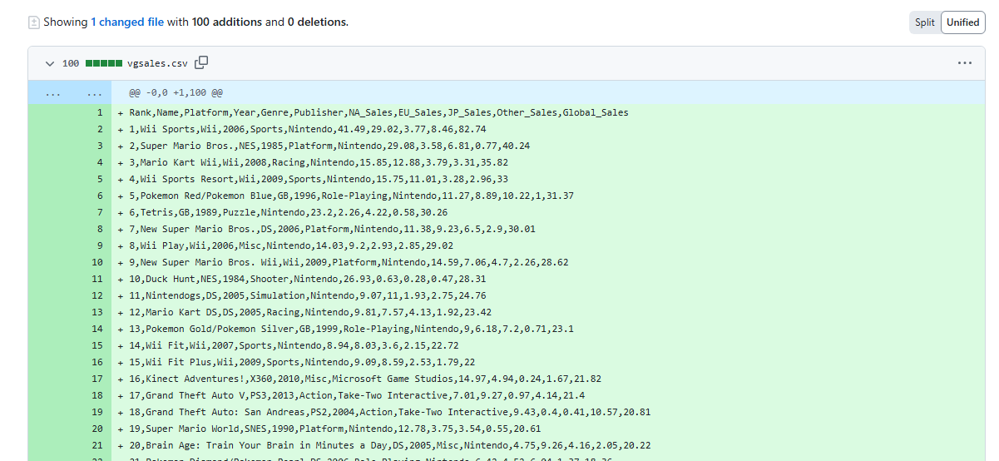 Showing 1 changed file with 100 additions and 0 deletions.
Split Unified
100 vgsales.csv
... ... @@ -0,0 +1,100 @@
1 + Rank,Name,Platform,Year,Genre,Publisher,NA_Sales,EU_Sales,JP_Sales,Other_Sales,Global_Sales
2 + 1,Wii Sports,Wii,2006,Sports,Nintendo,41.49,29.02,3.77,8.46,82.74
3 + 2,Super Mario Bros.,NES,1985,Platform,Nintendo,29.08,3.58,6.81,0.77,40.24
4 + 3,Mario Kart Wii,Wii,2008,Racing,Nintendo,15.85,12.88,3.79,3.31,35.82
5 + 4,Wii Sports Resort,Wii,2009,Sports,Nintendo,15.75,11.01,3.28,2.96,33
6 + 5,Pokemon Red/Pokemon Blue,GB,1996,Role-Playing,Nintendo,11.27,8.89,10.22,1,31.37
7 + 6,Tetris,GB,1989,Puzzle,Nintendo,23.2,2.26,4.22,0.58,30.26
8 + 7,New Super Mario Bros.,DS,2006,Platform,Nintendo,11.38,9.23,6.5,2.9,30.01
9 + 8,Wii Play,Wii,2006,Misc,Nintendo,14.03,9.2,2.93,2.85,29.02
10 + 9,New Super Mario Bros. Wii,Wii,2009,Platform,Nintendo,14.59,7.06,4.7,2.26,28.62
11 + 10,Duck Hunt,NES,1984,Shooter,Nintendo,26.93,0.63,0.28,0.47,28.31
12 + 11,Nintendogs,DS,2005,Simulation,Nintendo,9.07,11,1.93,2.75,24.76
13 + 12,Mario Kart DS,DS,2005,Racing,Nintendo,9.81,7.57,4.13,1.92,23.42
14 + 13,Pokemon Gold/Pokemon Silver,GB,1999,Role-Playing,Nintendo,9,6.18,7.2,0.71,23.1
15 + 14,Wii Fit,Wii,2007,Sports,Nintendo,8.94,8.03,3.6,2.15,22.72
16 + 15,Wii Fit Plus,Wii,2009,Sports,Nintendo,9.09,8.59,2.53,1.79,22
17 + 16,Kinect Adventures!,X360,2010,Misc,Microsoft Game Studios,14.97,4.94,0.24,1.67,21.82
18 + 17,Grand Theft Auto V,PS3,2013,Action,Take-Two Interactive,7.01,9.27,0.97,4.14,21.4
19 + 18,Grand Theft Auto: San Andreas,PS2,2004,Action,Take-Two Interactive,9.43,0.4,0.41,10.57,20.81
20 + 19,Super Mario World,SNES,1990,Platform,Nintendo,12.78,3.75,3.54,0.55,20.61
21 + 20,Brain Age: Train Your Brain in Minutes a Day,DS,2005,Misc,Nintendo,4.75,9.26,4.16,2.05,20.22